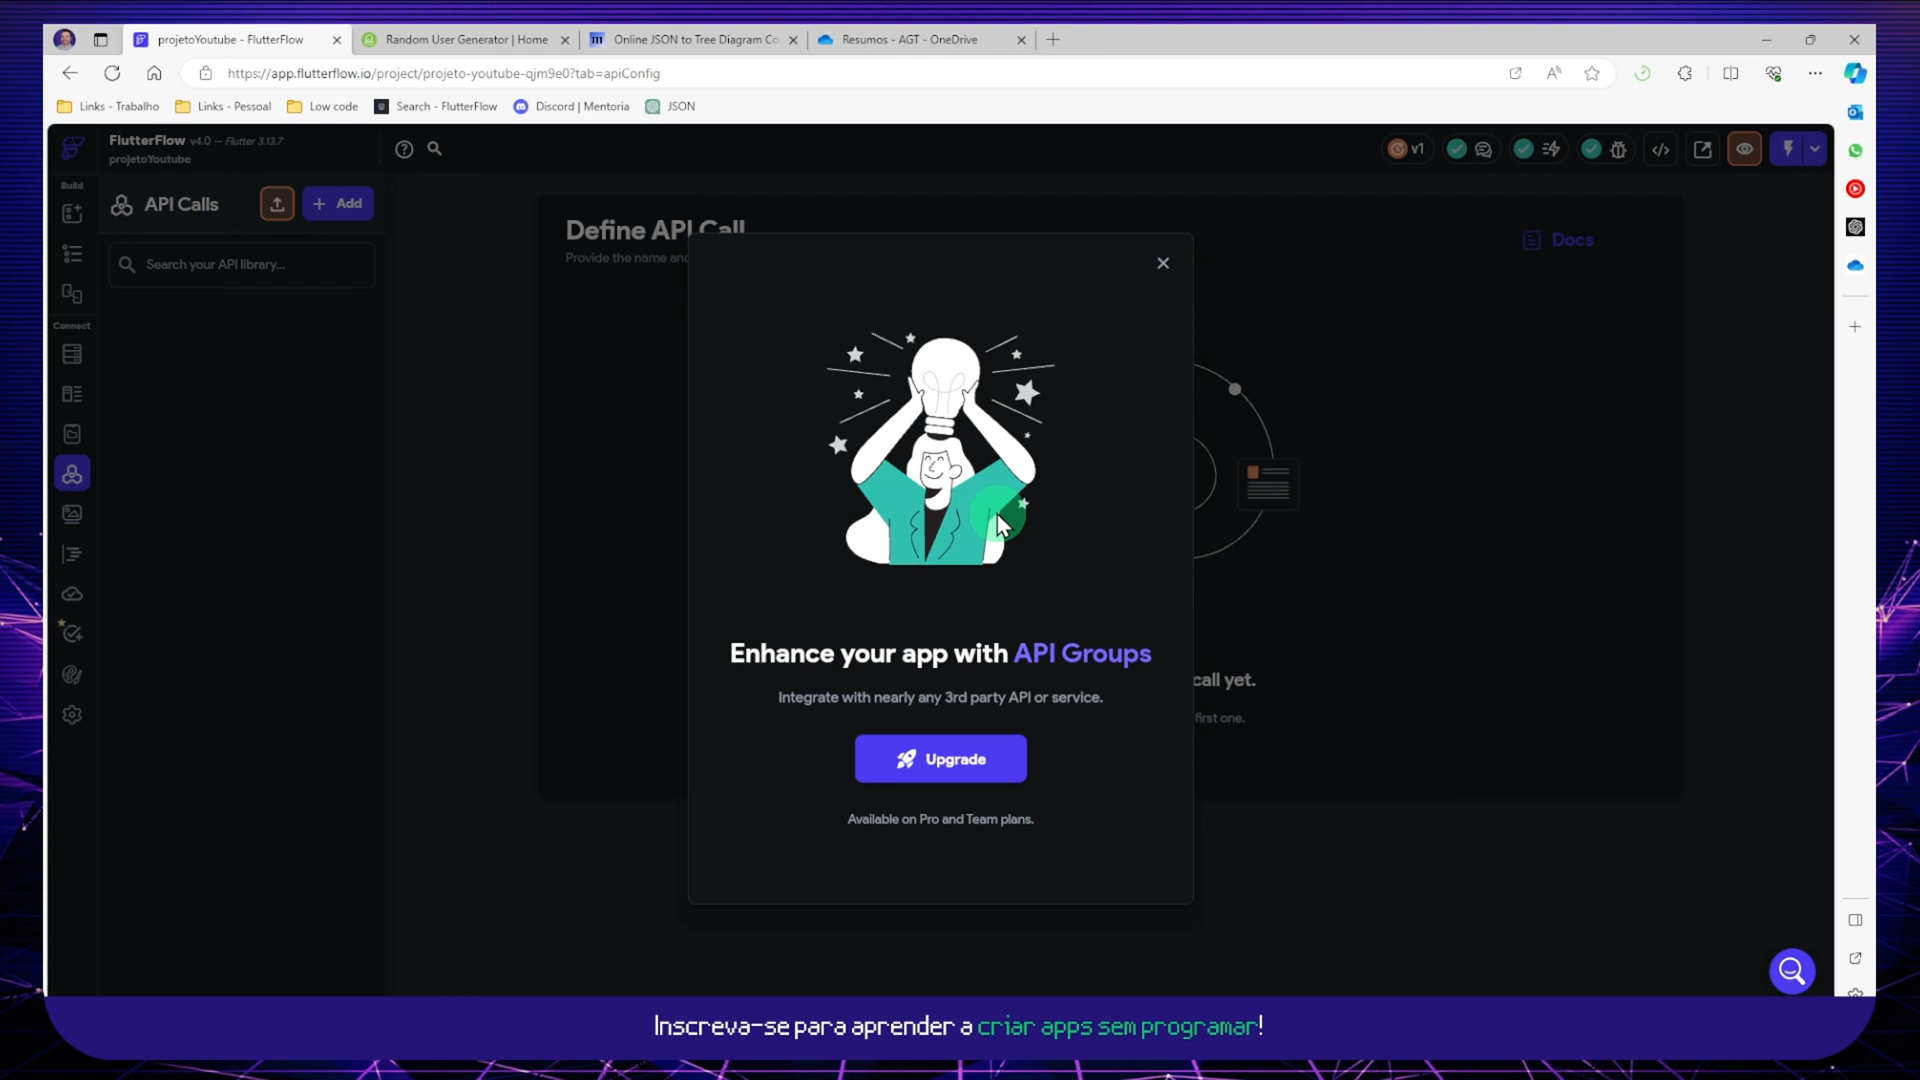 projetoYoutube - FlutterFlow
Random User Generator | Home
Online JSON to Tree Diagram Co
Resumos - AGT - OneDrive
https://app.flutterflow.io/project/projeto-youtube-qjm9e0?tab=apiConfig
Links - Trabalho
Links - Pessoal
Low code
Search - FlutterFlow
Discord | Mentoria
JSON
FlutterFlow v4.0 — Flutter 3.13.7
projetoYoutube
v1
Build
API Calls
+ Add
Search your API library...
Connect
Define API Call
Provide the name and
Docs
Enhance your app with API Groups
Integrate with nearly any 3rd party API or service.
call yet.
first one.
Upgrade
Available on Pro and Team plans.
Inscreva-se para aprender a criar apps sem programar!